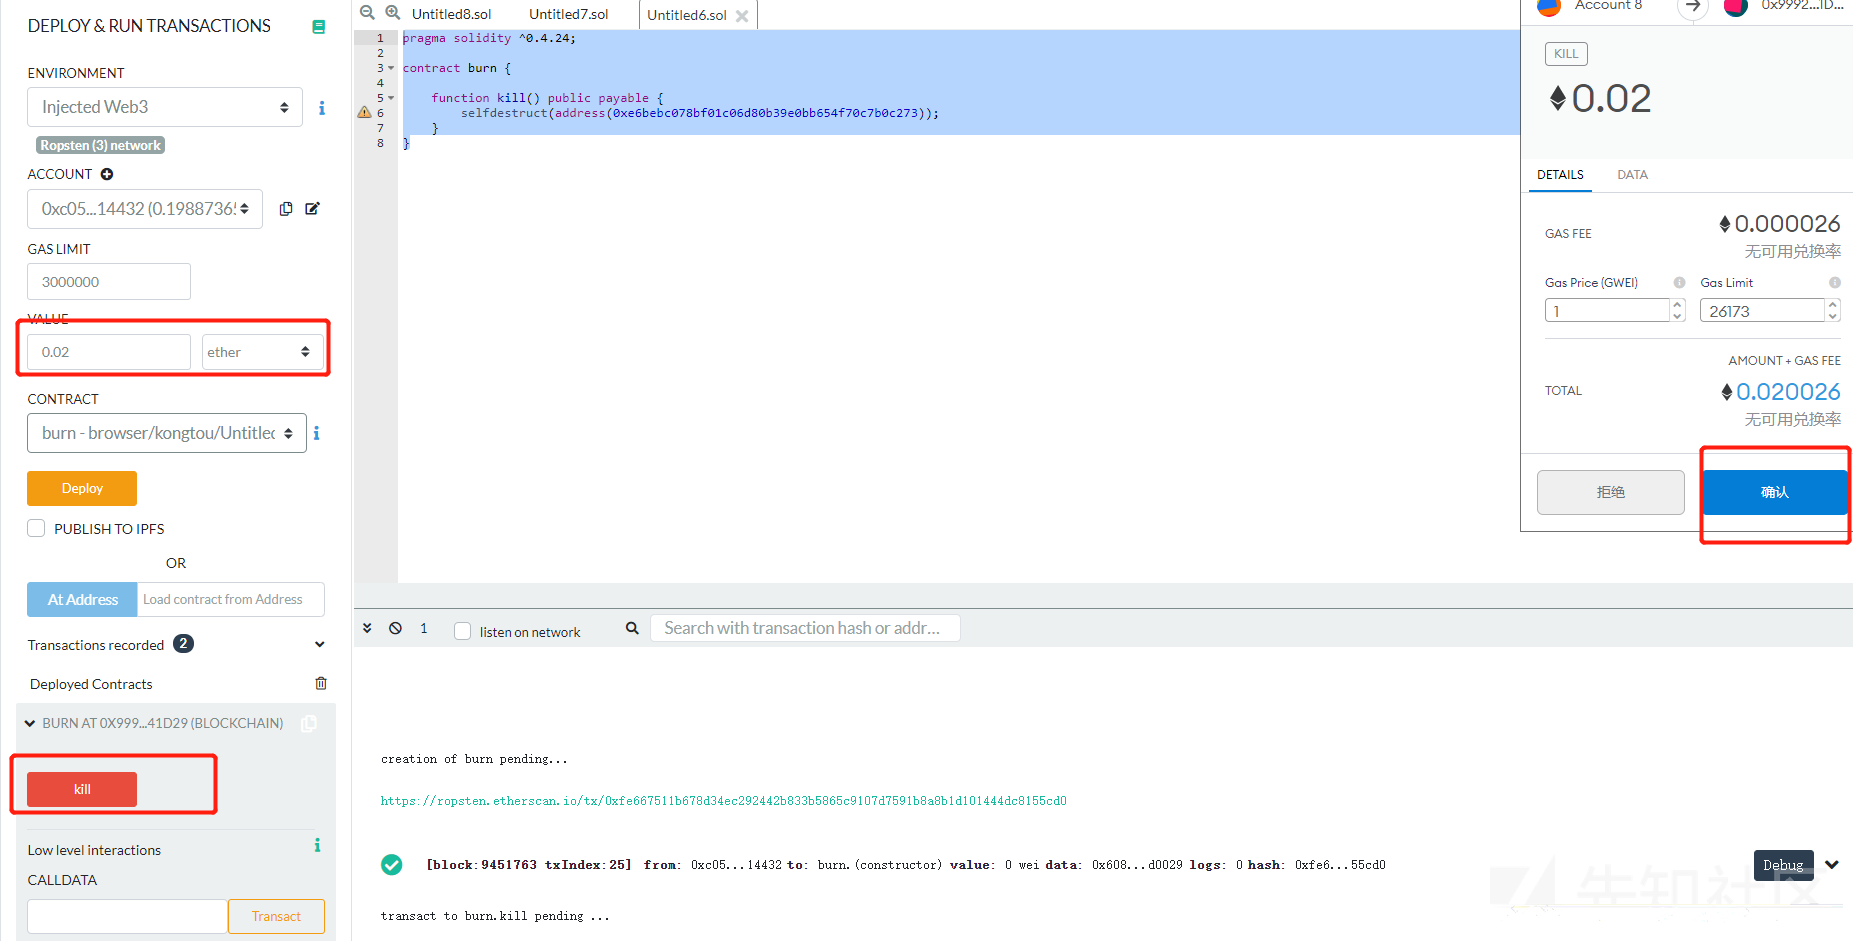 DEPLOY & RUN TRANSACTIONS
ENVIRONMENT
Injected Web3
Ropsten (3) network
ACCOUNT
0xc05...14432 (0.1988736
GAS LIMIT
3000000
VALUE
0.02
ether
CONTRACT
burn - browser/kongtou/Untitled
Deploy
PUBLISH TO IPFS
OR
At Address
Load contract from Address
Transactions recorded 2
Deployed Contracts
BURN AT 0X999...41D29 (BLOCKCHAIN)
kill
Low level interactions
CALLDATA
Transact
Untitled8.sol
Untitled7.sol
Untitled6.sol
1 pragma solidity ^0.4.24;
2
3 contract burn {
4
5 function kill() public payable {
6 selfdestruct(address(0xe6bebc078bf01c06d80b39e0bb654f70c7b0c273));
7 }
8 }
1
listen on network
Search with transaction hash or addr...
creation of burn pending...
https://ropsten.etherscan.io/tx/0xfe667511b678d34ec292442b833b5865c9107d7591b8a8b1d101444dc8155cd0
[block:9451763 txIndex:25] from: 0xc05...14432 to: burn.(constructor) value: 0 wei data: 0x608...d0029 logs: 0 hash: 0xfe6...55cd0
Debug
transact to burn.kill pending ...
Account 8
0x9992...1D...
KILL
0.02
DETAILS
DATA
GAS FEE
0.000026
无可用兑换率
Gas Price (GWEI)
Gas Limit
1
26173
AMOUNT + GAS FEE
TOTAL
0.020026
无可用兑换率
拒绝
确认
先知社区